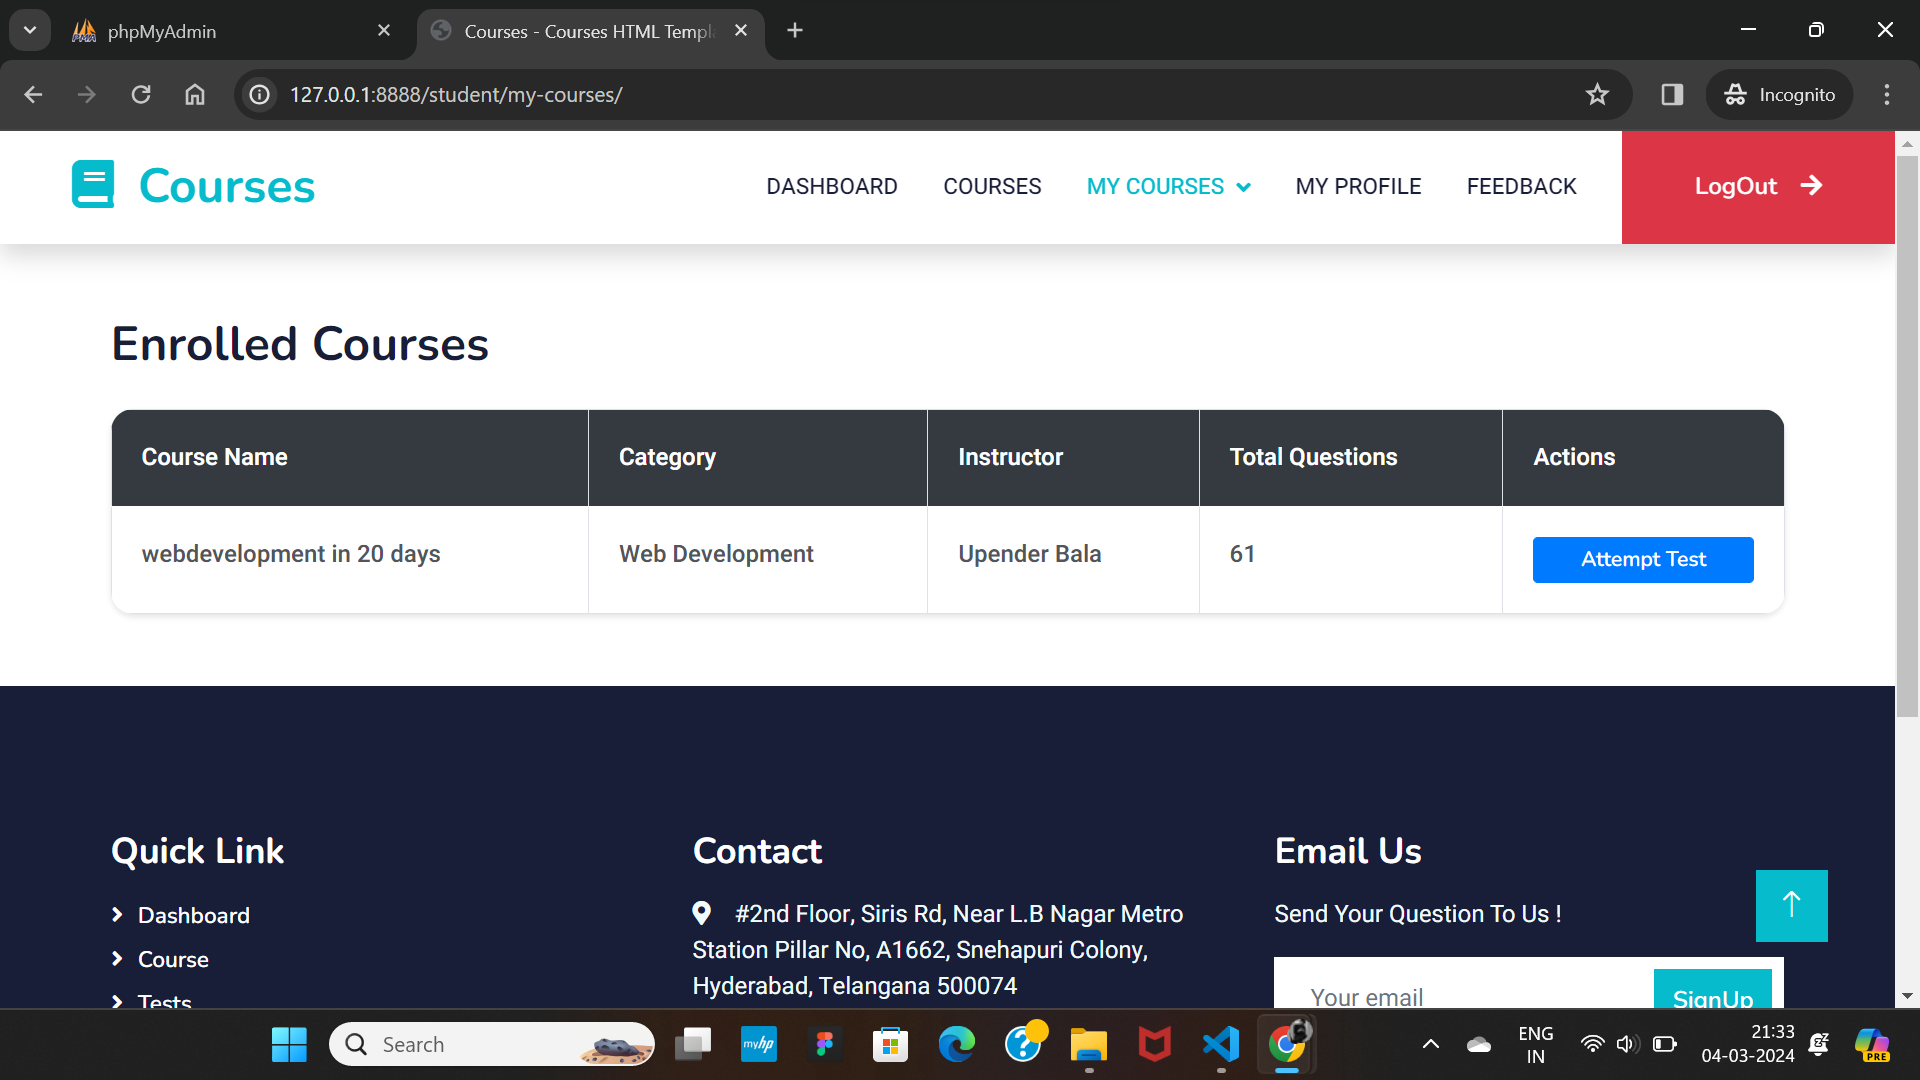 phpMyAdmin
Courses - Courses HTML Templa
127.0.0.1:8888/student/my-courses/
Incognito
Courses
DASHBOARD
COURSES
MY COURSES
MY PROFILE
FEEDBACK
LogOut
Enrolled Courses
Course Name Category Instructor Total Questions Actions
webdevelopment in 20 days Web Development Upender Bala 61 Attempt Test
Quick Link
Dashboard
Course
Tests
Contact
#2nd Floor, Siris Rd, Near L.B Nagar Metro
Station Pillar No, A1662, Snehapuri Colony,
Hyderabad, Telangana 500074
Email Us
Send Your Question To Us !
Your email
SignUp
Search
myhp
ENG
IN
21:33
04-03-2024
PRE